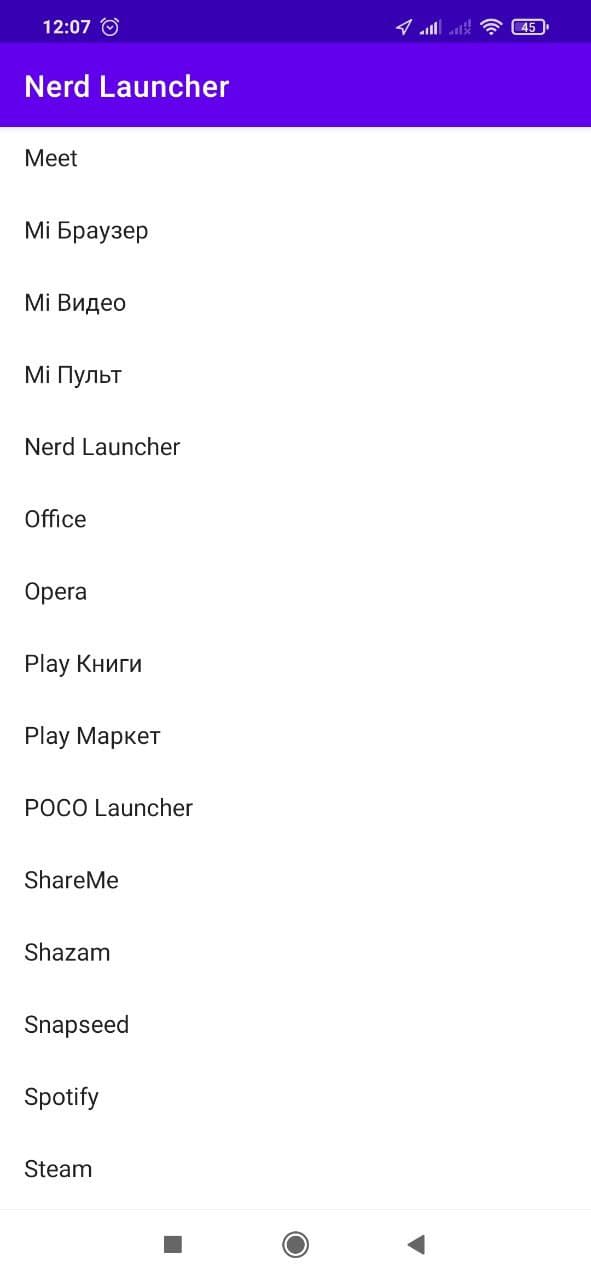 12:07
45
Nerd Launcher
Meet
Mi Браузер
Mi Видео
Mi Пульт
Nerd Launcher
Office
Opera
Play Книги
Play Маркет
POCO Launcher
ShareMe
Shazam
Snapseed
Spotify
Steam